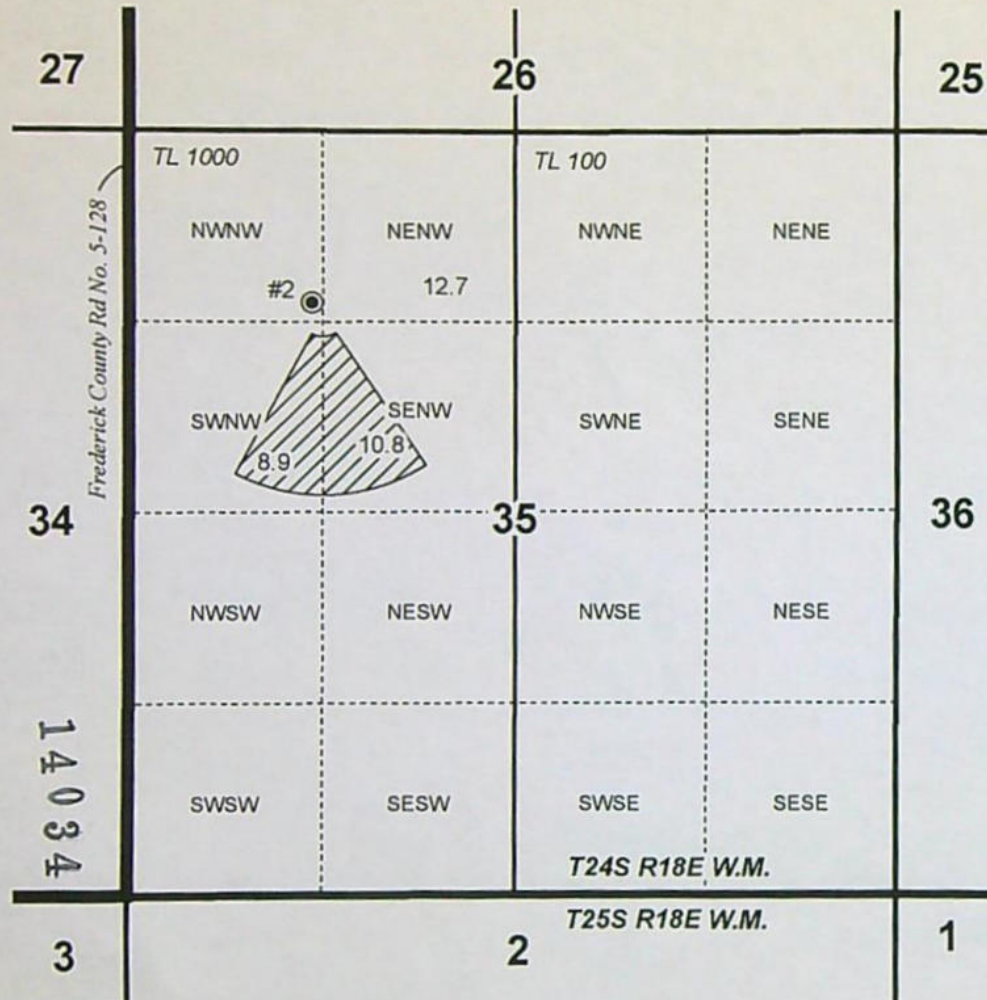 27
26
25
TL 1000
TL 100
NWNW
NENW
NWNE
NENE
#2
12.7
Frederick County Rd No. 5-128
SWNW
SENW
SWNE
SENE
8.9
10.8
34
35
36
NWSW
NESW
NWSE
NESE
14034
SWSW
SESW
SWSE
SESE
T24S R18E W.M.
T25S R18E W.M.
3
2
1